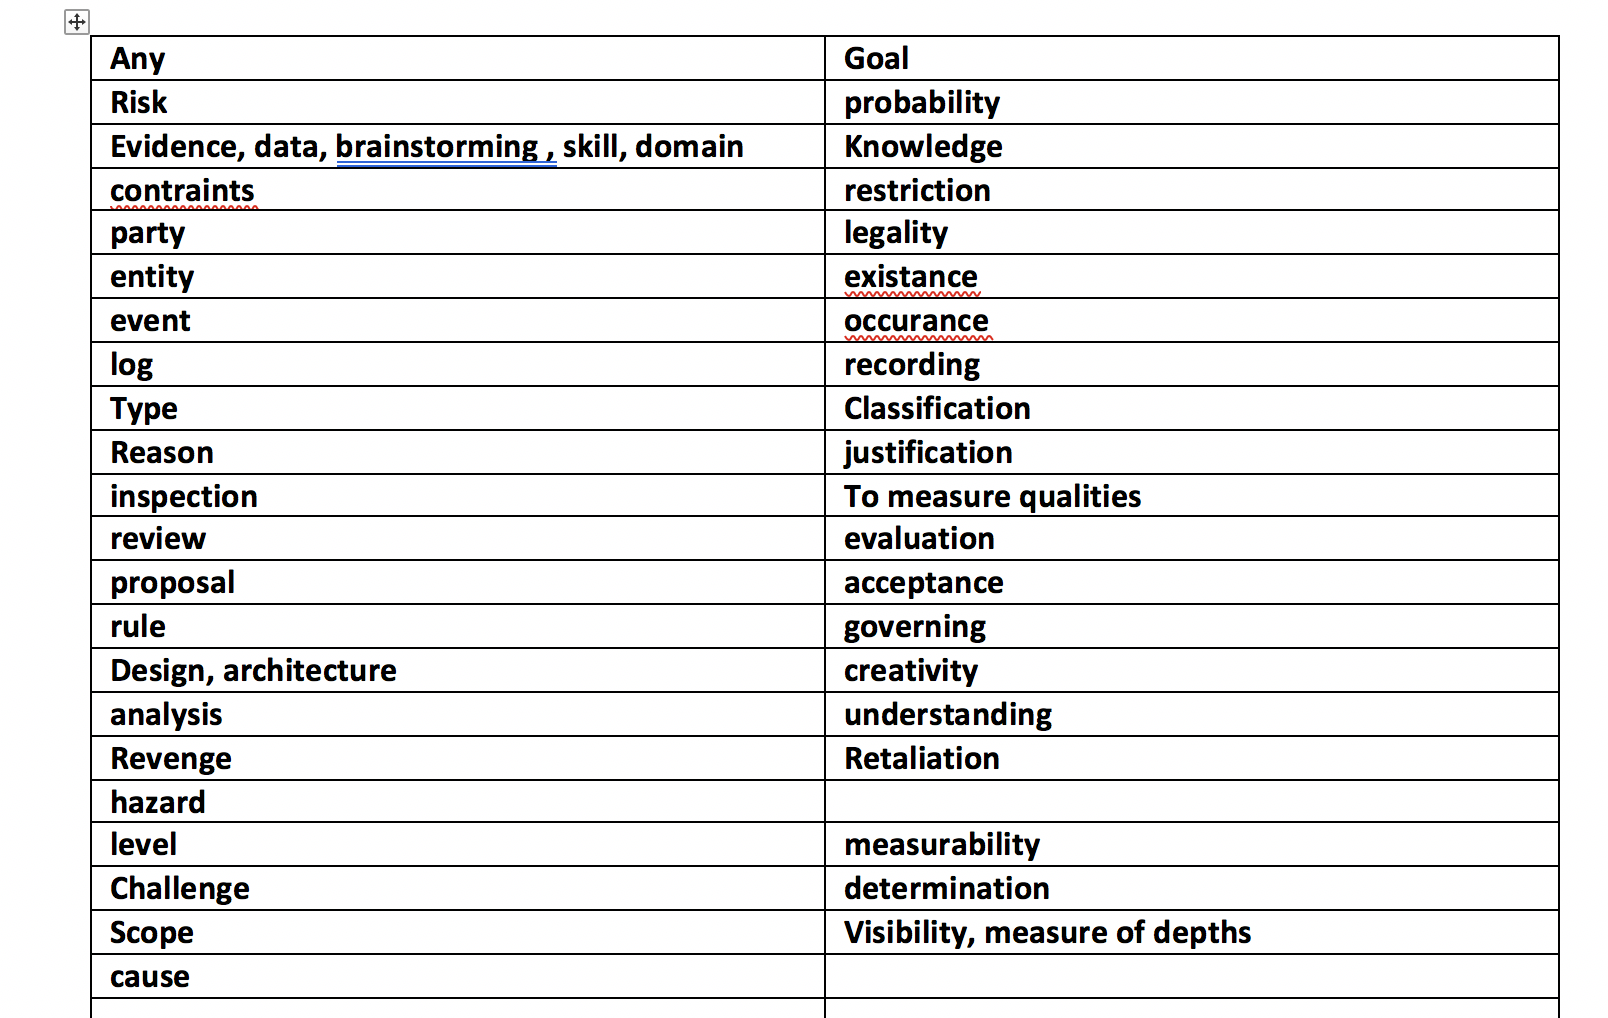 Any Goal
Risk probability
Evidence, data, brainstorming , skill, domain Knowledge
contraints restriction
party legality
entity existance
event occurance
log recording
Type Classification
Reason justification
inspection To measure qualities
review evaluation
proposal acceptance
rule governing
Design, architecture creativity
analysis understanding
Revenge Retaliation
hazard
level measurability
Challenge determination
Scope Visibility, measure of depths
cause